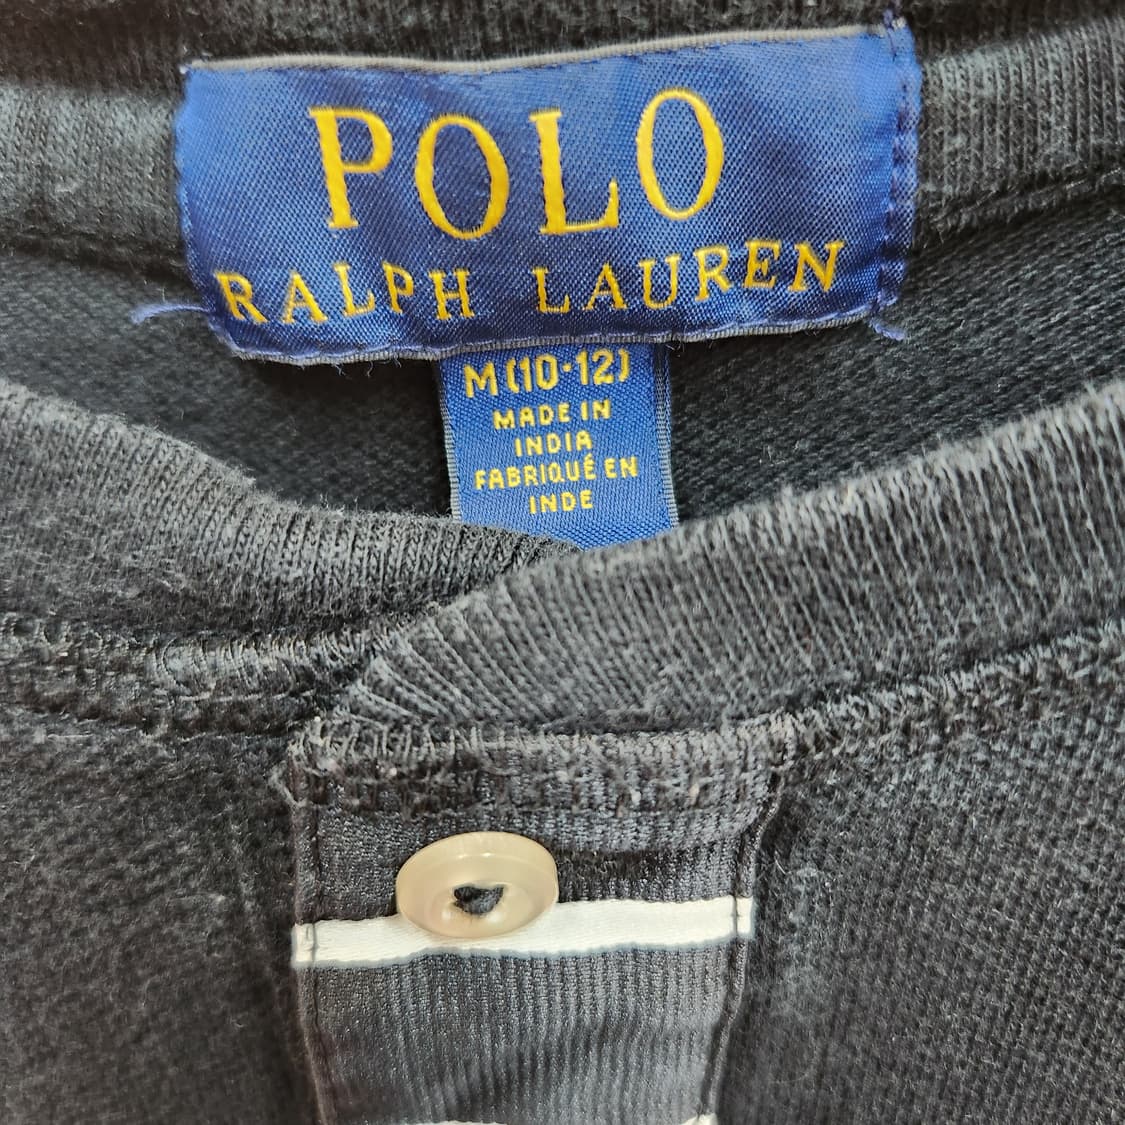 POLO
RALPH LAUREN
M (10-12)
MADE IN
INDIA
FABRIQUÉ EN
INDE